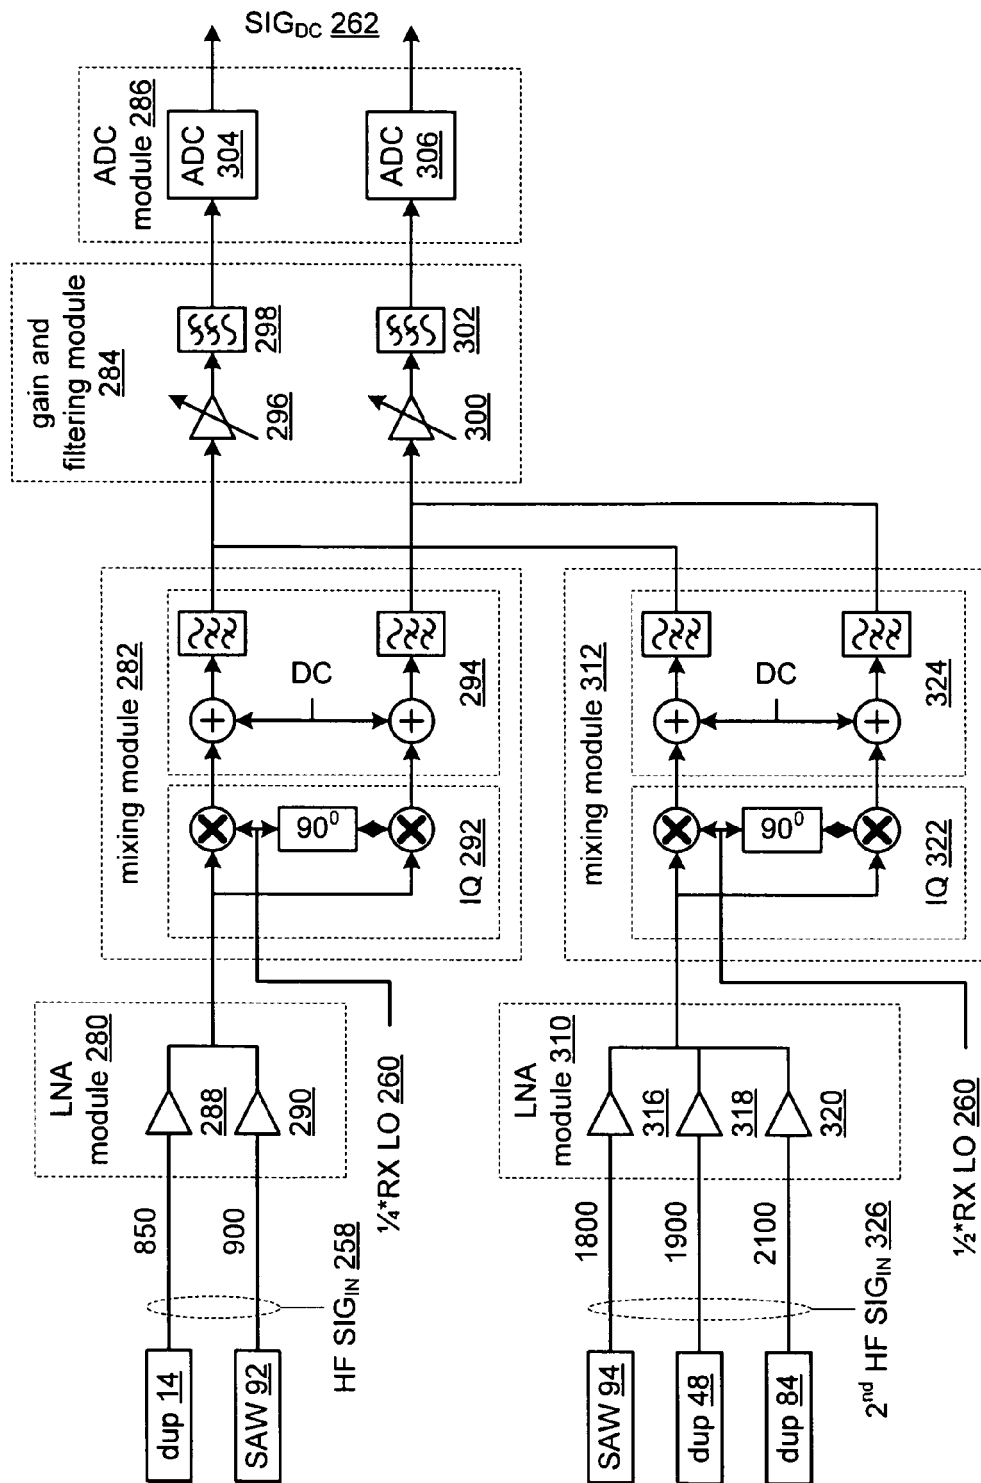 SIG_DC 262
ADC
module 286
ADC
304
ADC
306
gain and
filtering module
284
298
296
302
300
mixing module 282
DC
294
90⁰
IQ 292
mixing module 312
DC
324
90⁰
IQ 322
LNA
module 280
288
290
LNA
module 310
316
318
320
¼*RX LO 260
½*RX LO 260
850
900
1800
1900
2100
HF SIG_IN 258
2nd HF SIG_IN 326
dup 14
SAW 92
SAW 94
dup 48
dup 84